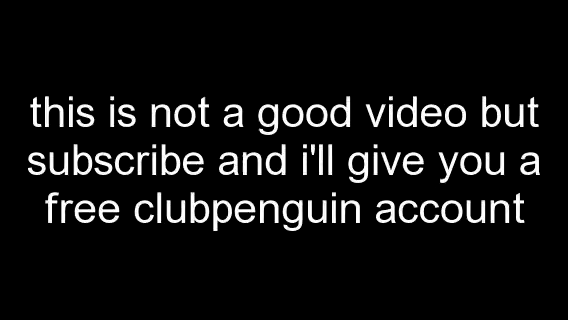 this is not a good video but
subscribe and i'll give you a
free clubpenguin account